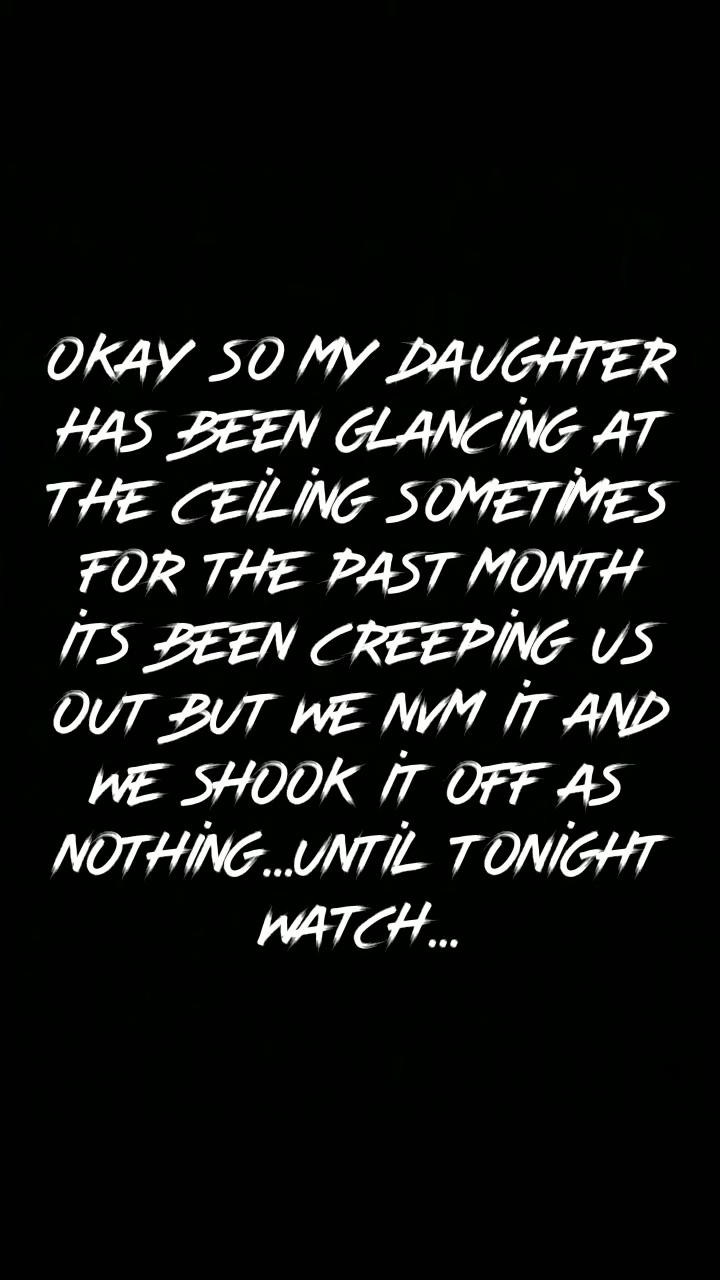 OKAY SO MY DAUGHTER
HAS BEEN GLANCING AT
THE CEILING SOMETIMES
FOR THE PAST MONTH
ITS BEEN CREEPING US
OUT BUT WE NVM IT AND
WE SHOOK IT OFF AS
NOTHING...UNTIL TONIGHT
WATCH...